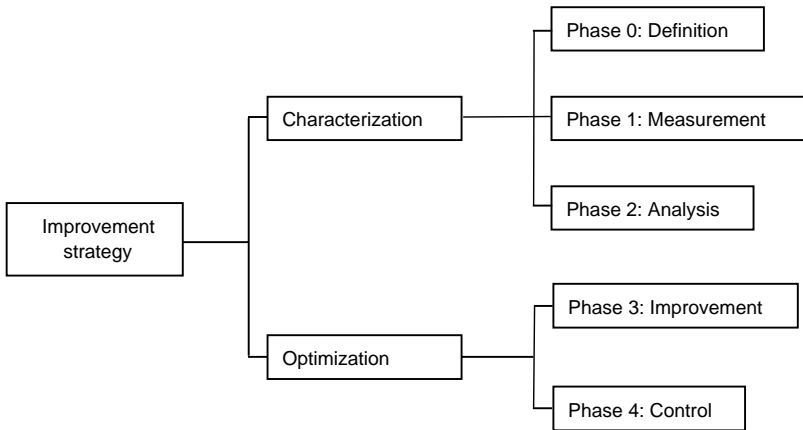 Improvement
strategy
Characterization
Phase 0: Definition
Phase 1: Measurement
Phase 2: Analysis
Optimization
Phase 3: Improvement
Phase 4: Control